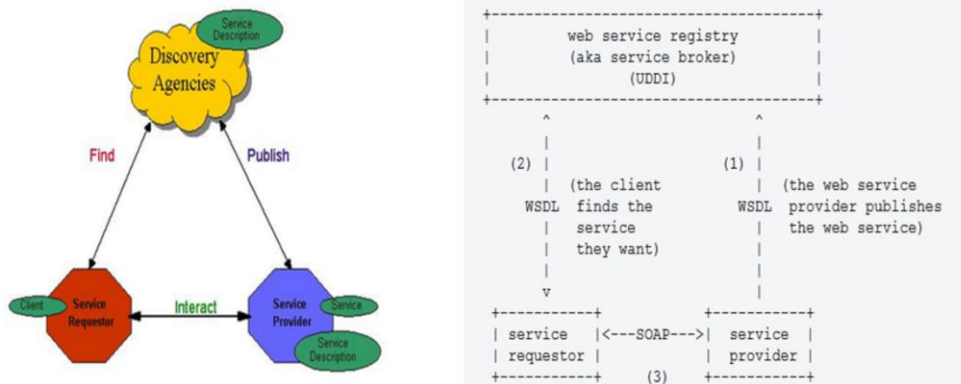 Service
Description
Discovery
Agencies
Find
Publish
Client
Service
Requestor
Interact
Service
Provider
Service
Service
Description
web service registry
(aka service broker)
(UDDI)
(2)
(1)
(the client
(the web service
WSDL finds the
WSDL provider publishes
service
the web service)
they want)
service
<---SOAP--->
service
requestor
provider
(3)